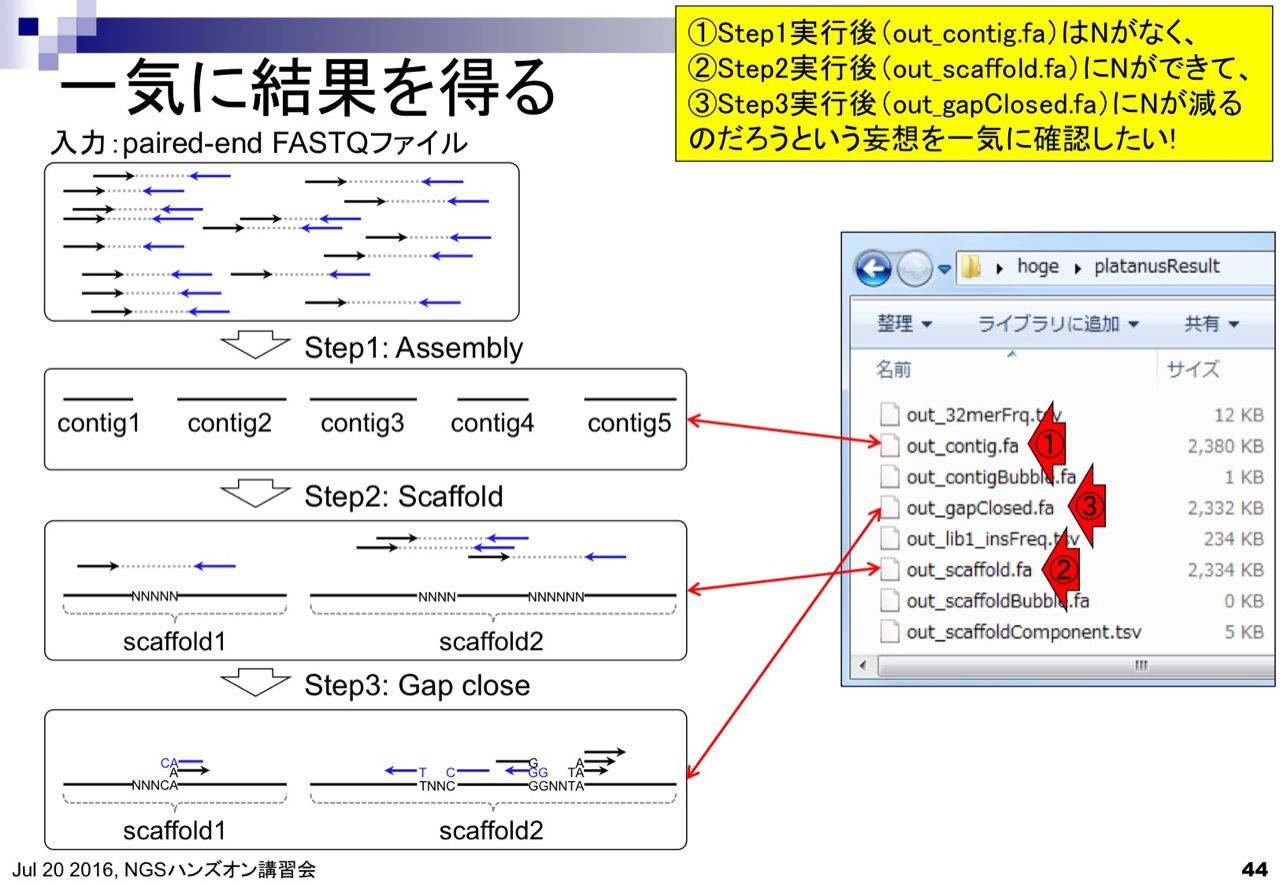 ①Step1実行後（out_contig.fa）はNがなく、
②Step2実行後（out_scaffold.fa）にNができて、
③Step3実行後（out_gapClosed.fa）にNが減る
のだろうという妄想を一気に確認したい!
一気に結果を得る
入力：paired-end FASTQファイル
Step1: Assembly
contig1 contig2 contig3 contig4 contig5
Step2: Scaffold
NNNNN NNNN NNNNNN
scaffold1 scaffold2
Step3: Gap close
CA G A
A T C GG TA
NNNCA TNNC GGNNTA
scaffold1 scaffold2
hoge platanusResult
整理 ライブラリに追加 共有
名前 サイズ
out_32merFrq.tsv 12 KB
out_contig.fa ① 2,380 KB
out_contigBubble.fa 1 KB
out_gapClosed.fa ③ 2,332 KB
out_lib1_insFreq.tsv 234 KB
out_scaffold.fa ② 2,334 KB
out_scaffoldBubble.fa 0 KB
out_scaffoldComponent.tsv 5 KB
Jul 20 2016, NGSハンズオン講習会
44